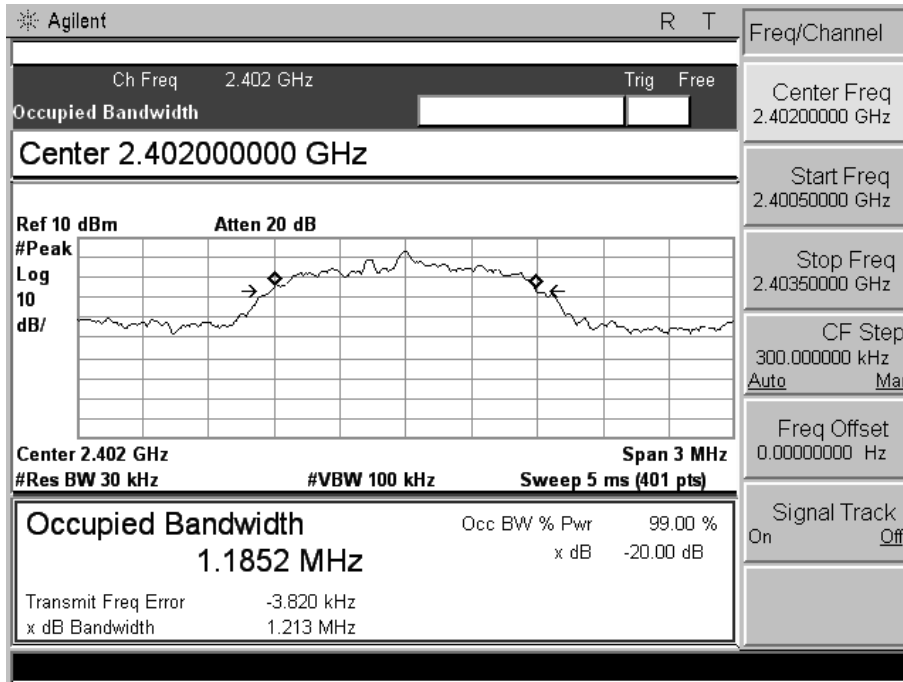 Agilent R T
Ch Freq 2.402 GHz Trig Free
Occupied Bandwidth
Center 2.402000000 GHz
Ref 10 dBm Atten 20 dB
#Peak
Log
10
dB/
Center 2.402 GHz Span 3 MHz
#Res BW 30 kHz #VBW 100 kHz Sweep 5 ms (401 pts)
Occupied Bandwidth Occ BW % Pwr 99.00 %
1.1852 MHz x dB -20.00 dB
Transmit Freq Error -3.820 kHz
x dB Bandwidth 1.213 MHz
Freq/Channel
Center Freq
2.40200000 GHz
Start Freq
2.40050000 GHz
Stop Freq
2.40350000 GHz
CF Step
300.000000 kHz
Auto Ma
Freq Offset
0.00000000 Hz
Signal Track
On Off